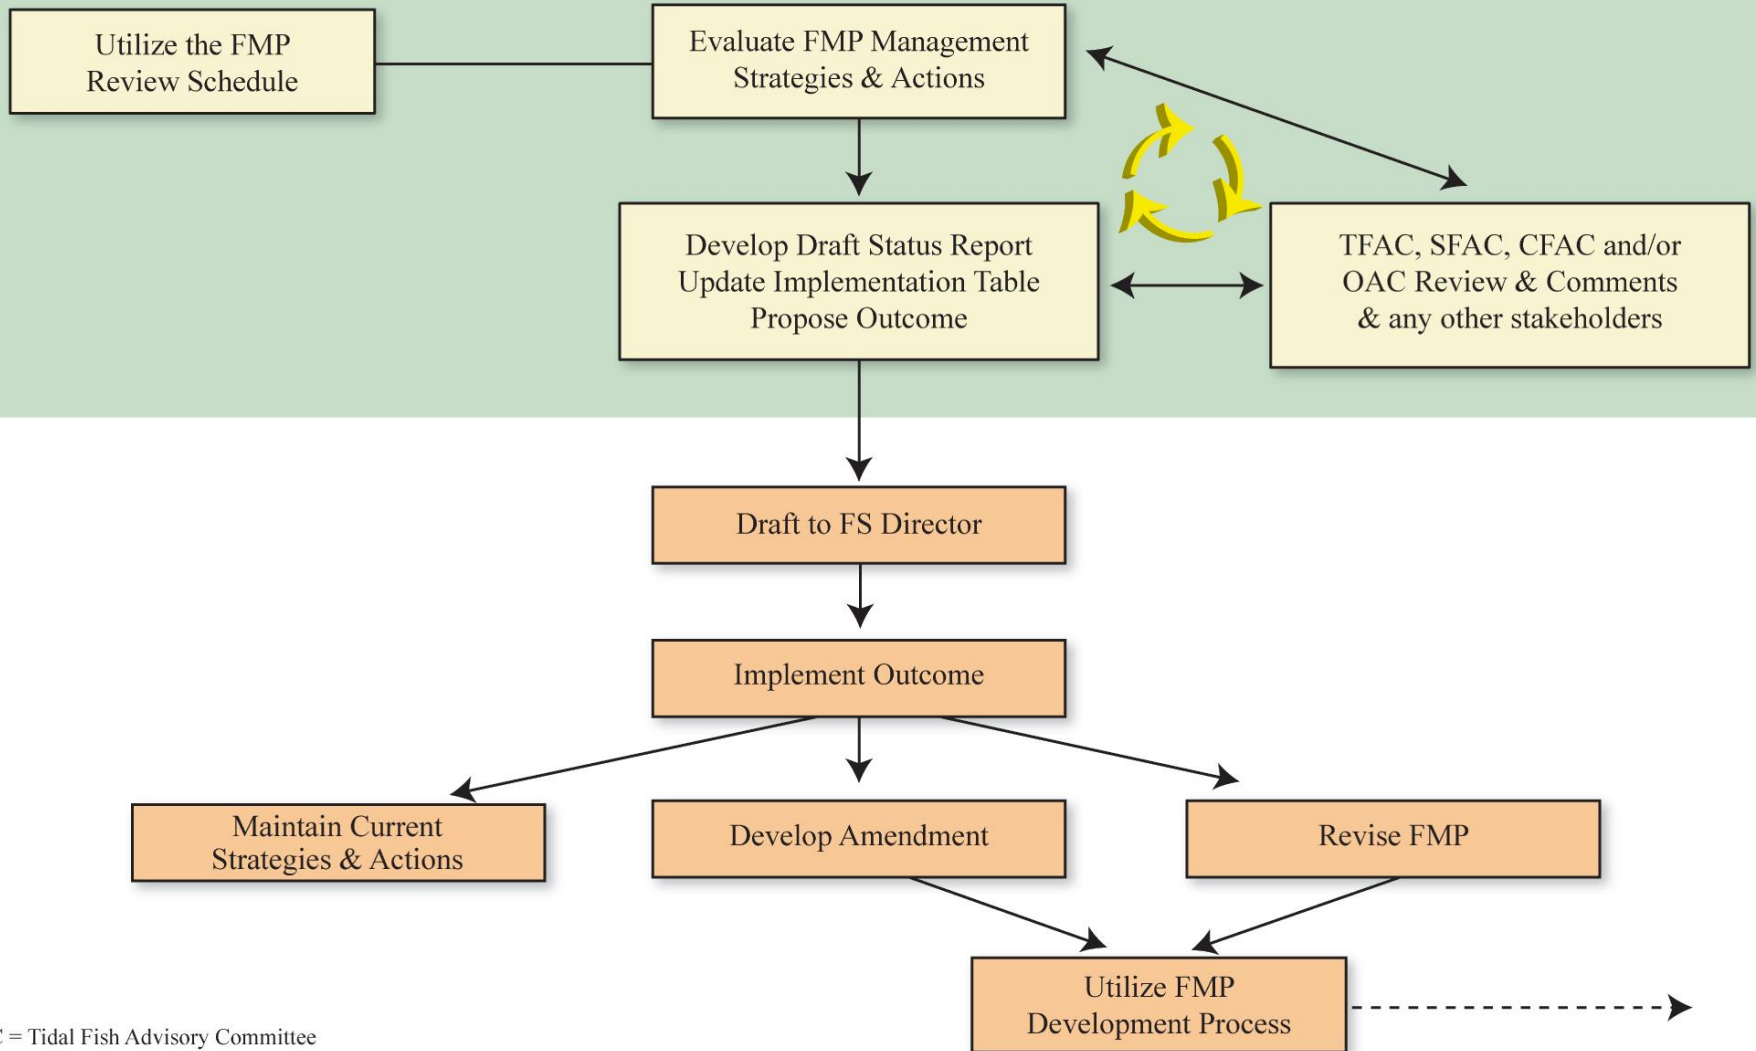 Utilize the FMP
Review Schedule
Evaluate FMP Management
Strategies & Actions
Develop Draft Status Report
Update Implementation Table
Propose Outcome
TFAC, SFAC, CFAC and/or
OAC Review & Comments
& any other stakeholders
Draft to FS Director
Implement Outcome
Maintain Current
Strategies & Actions
Develop Amendment
Revise FMP
Utilize FMP
Development Process
C = Tidal Fish Advisory Committee